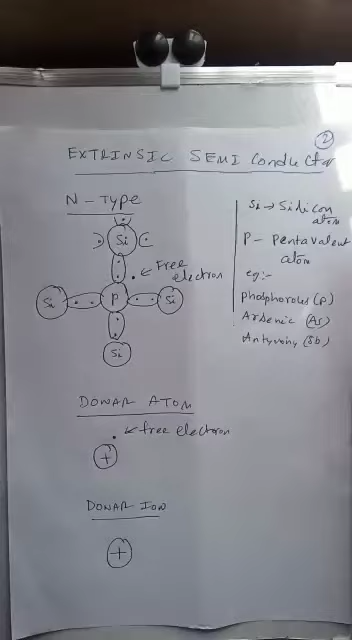 2
EXTRINSIC SEMI Conductor
N-TYPE
Si
Free
electron
Si P Si
Si
Si → Silicon
atom
P - Pentavalent
atom
eg:-
Phosphorous (P)
Arsenic (As)
Antymony (Sb)
DONAR ATOM
free electron
+
DONAR ION
+